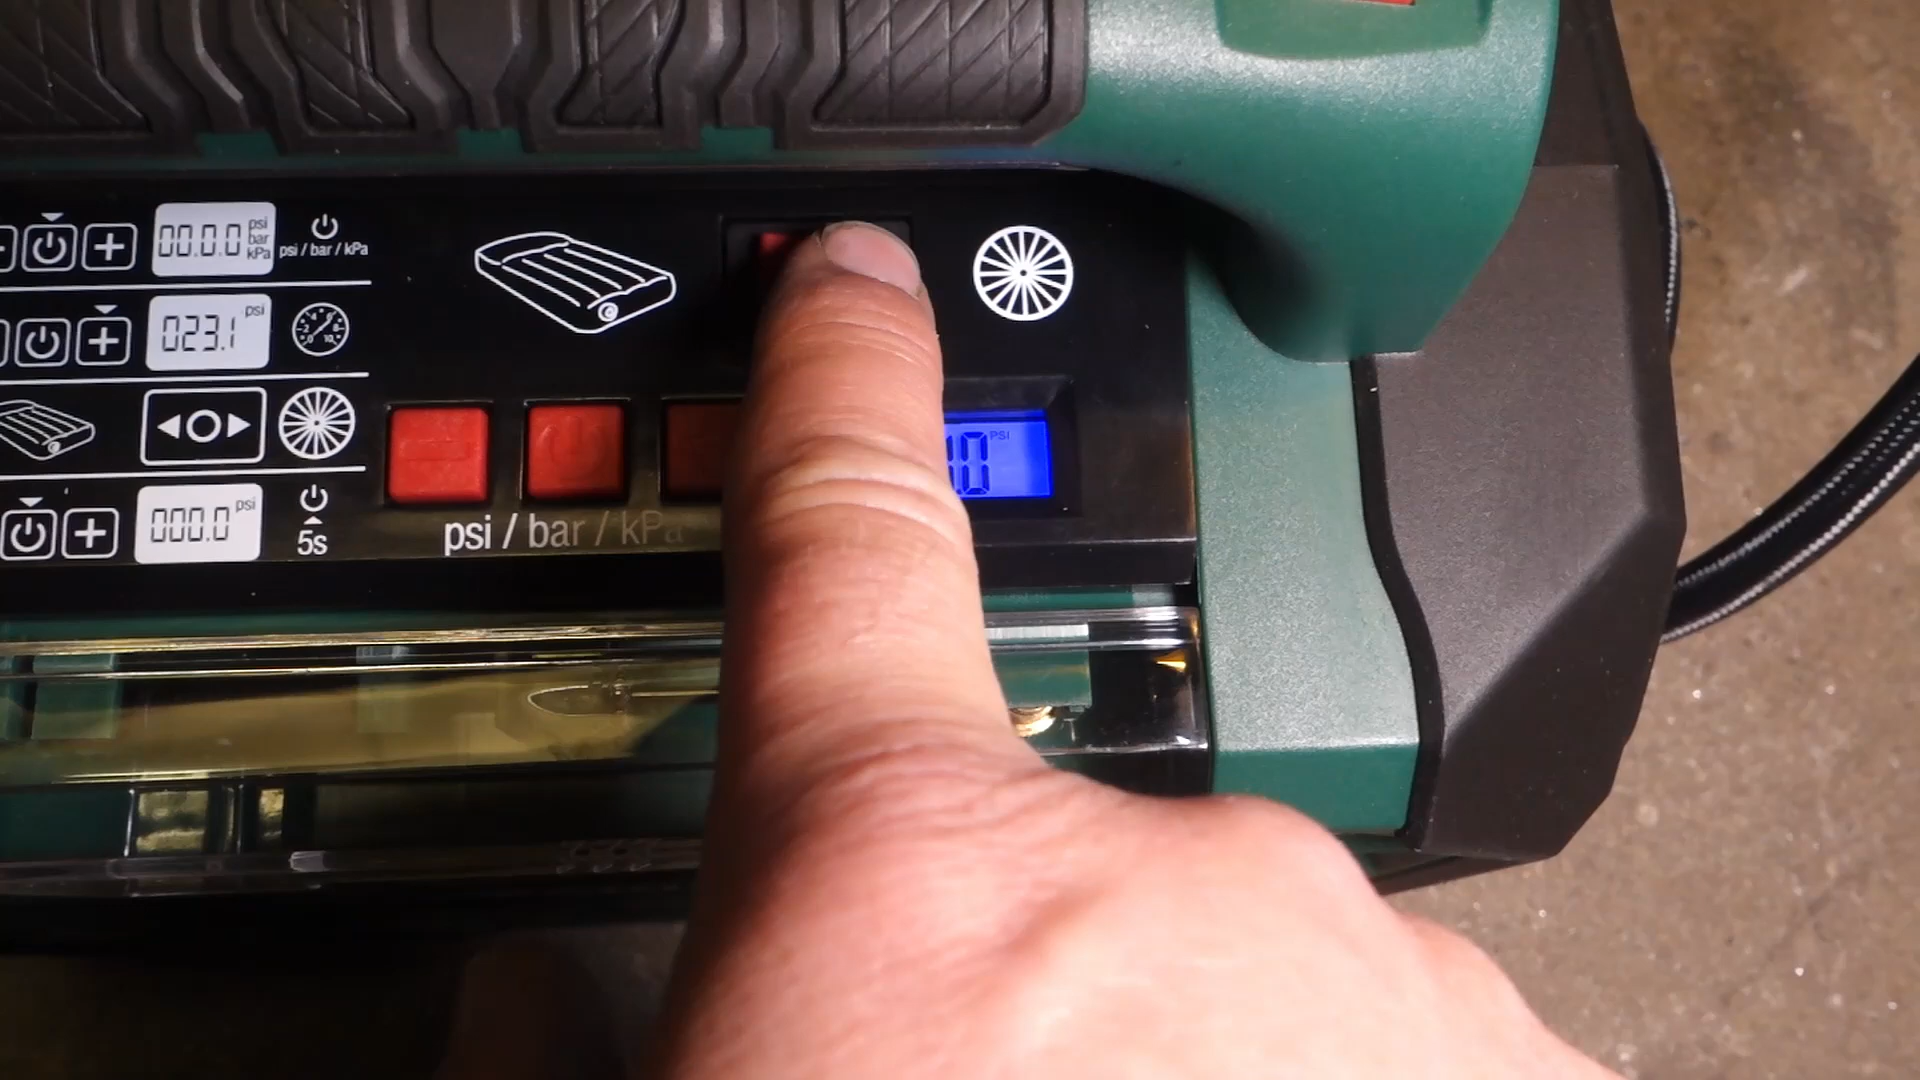 00.0.0 psi bar kPa psi / bar / kPa
023.1 psi
000.0 psi 5s
.0 PSI
psi / bar / kPa